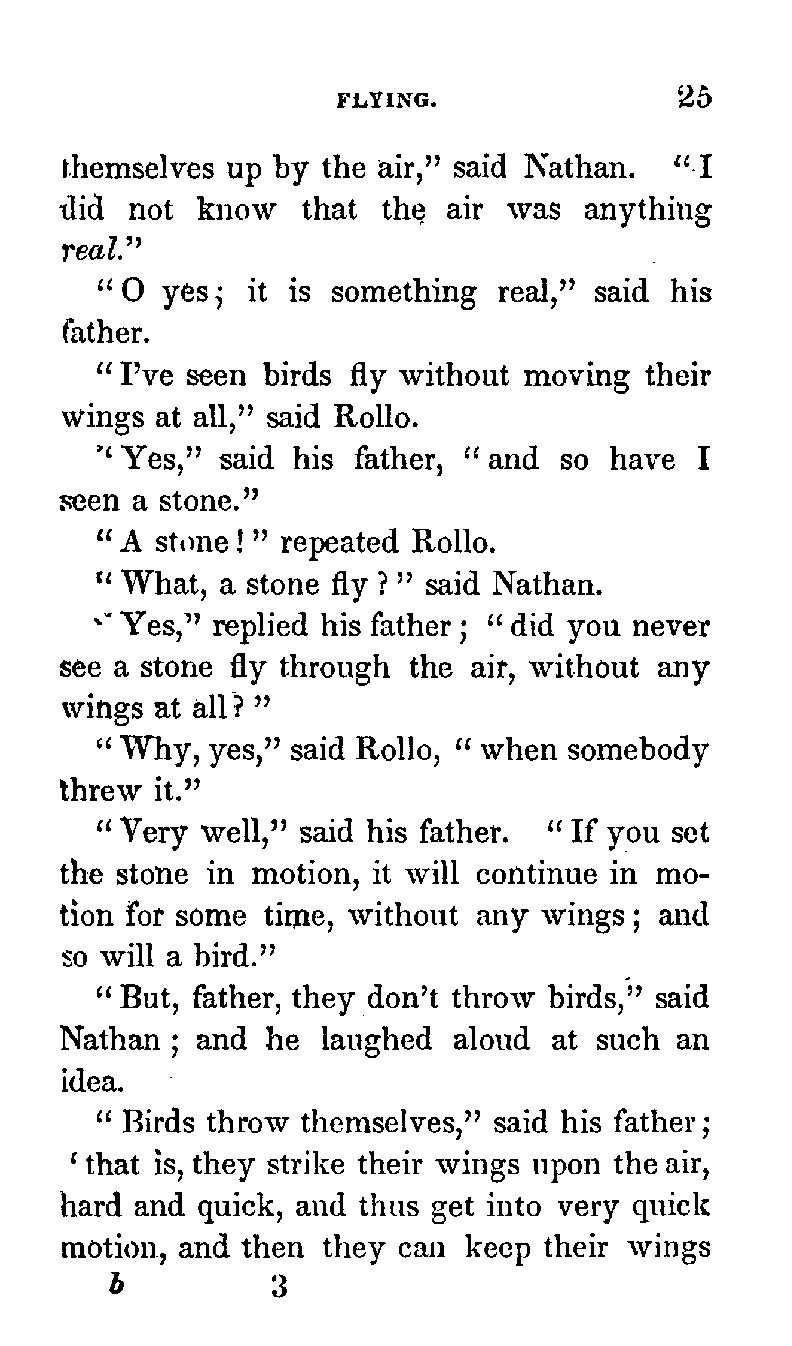 FLYING. 25
themselves up by the air," said Nathan. "I
did not know that the air was anything
real."
"O yes; it is something real," said his
father.
"I've seen birds fly without moving their
wings at all," said Rollo.
"Yes," said his father, "and so have I
seen a stone."
"A stone!" repeated Rollo.
"What, a stone fly?" said Nathan.
"Yes," replied his father; "did you never
see a stone fly through the air, without any
wings at all?"
"Why, yes," said Rollo, "when somebody
threw it."
"Very well," said his father. "If you set
the stone in motion, it will continue in mo-
tion for some time, without any wings; and
so will a bird."
"But, father, they don't throw birds," said
Nathan; and he laughed aloud at such an
idea.
"Birds throw themselves," said his father;
'that is, they strike their wings upon the air,
hard and quick, and thus get into very quick
motion, and then they can keep their wings
b 3